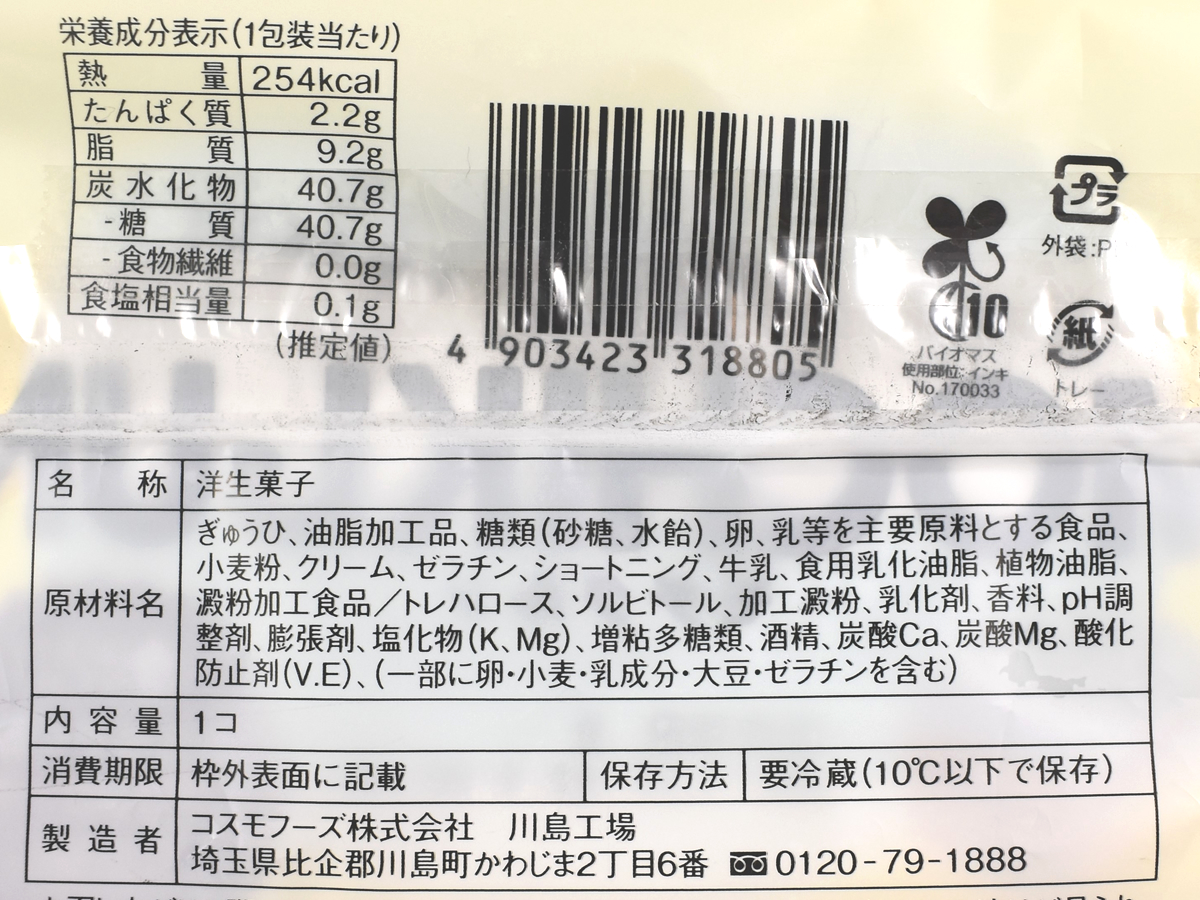 栄養成分表示(1包装当たり)
熱量 254kcal
たんぱく質 2.2g
脂質 9.2g
炭水化物 40.7g
-糖質 40.7g
-食物繊維 0.0g
食塩相当量 0.1g
(推定値)
4 903423 318805
10
バイオマス
使用部位:インキ
No.170033
プラ
外袋:P
紙
トレー
名称 洋生菓子
原材料名 ぎゅうひ、油脂加工品、糖類(砂糖、水飴)、卵、乳等を主要原料とする食品、
小麦粉、クリーム、ゼラチン、ショートニング、牛乳、食用乳化油脂、植物油脂、
澱粉加工食品/トレハロース、ソルビトール、加工澱粉、乳化剤、香料、pH調
整剤、膨張剤、塩化物(K、Mg)、増粘多糖類、酒精、炭酸Ca、炭酸Mg、酸化
防止剤(V.E)、(一部に卵・小麦・乳成分・大豆・ゼラチンを含む)
内容量 1コ
消費期限 枠外表面に記載 保存方法 要冷蔵(10℃以下で保存)
製造者 コスモフーズ株式会社 川島工場
埼玉県比企郡川島町かわじま2丁目6番 0120-79-1888